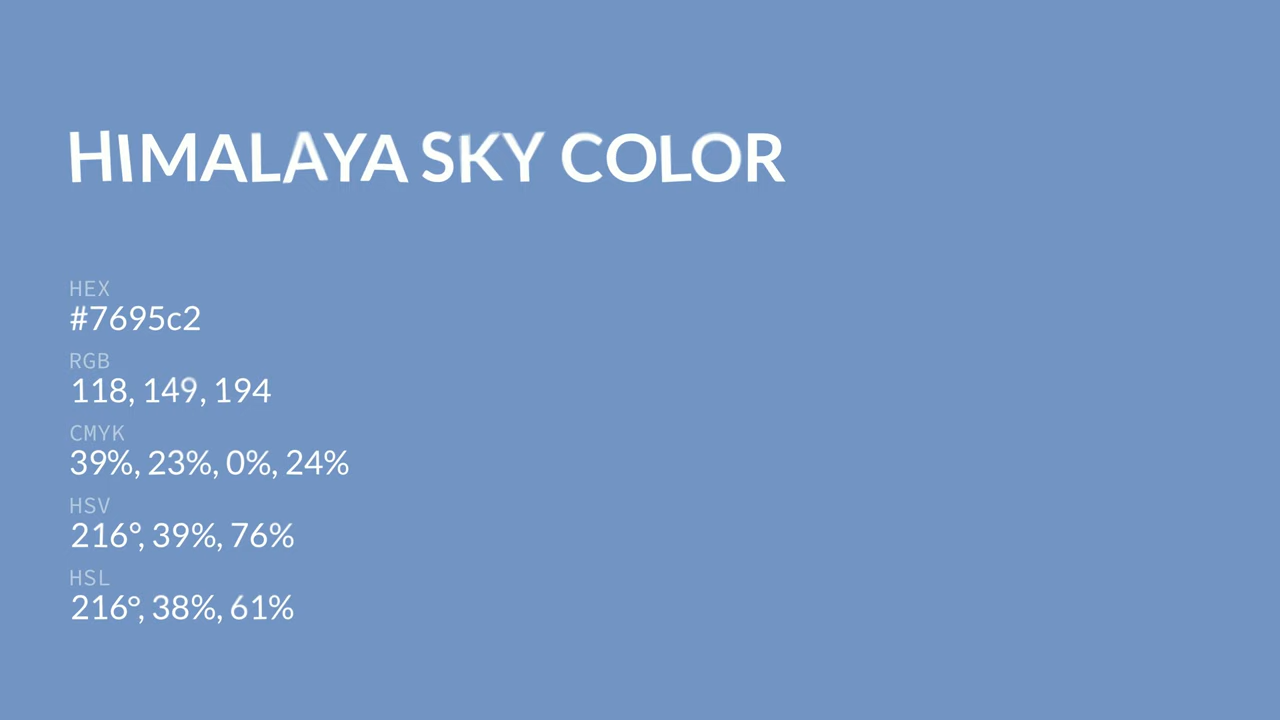 HIMALAYA SKY COLOR
HEX
#7695c2
RGB
118, 149, 194
CMYK
39%, 23%, 0%, 24%
HSV
216°, 39%, 76%
HSL
216°, 38%, 61%